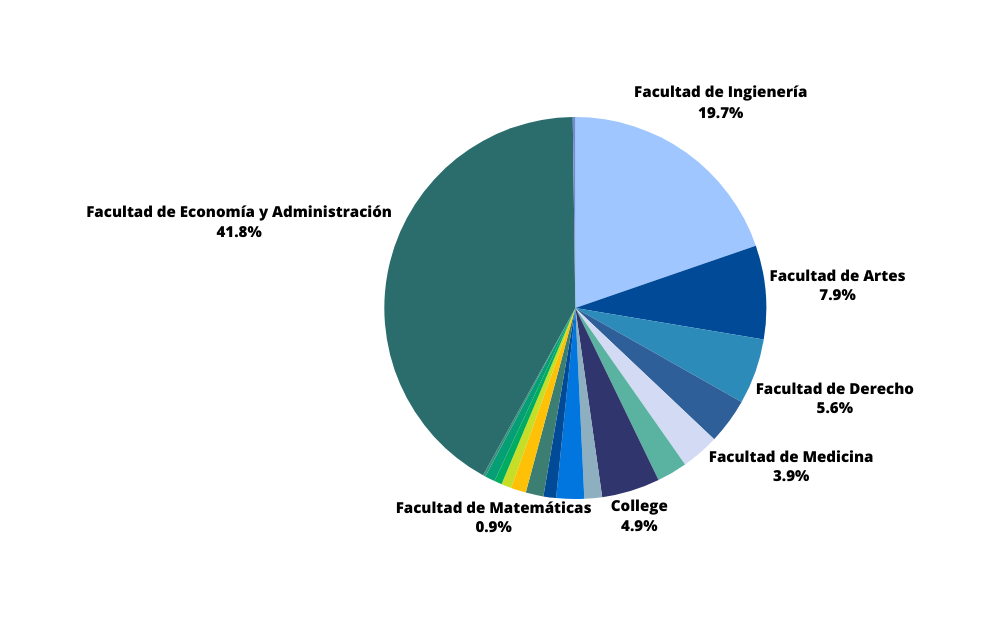 Facultad de Ingienería
19.7%
Facultad de Economía y Administración
41.8%
Facultad de Artes
7.9%
Facultad de Derecho
5.6%
Facultad de Medicina
3.9%
Facultad de Matemáticas
0.9%
College
4.9%